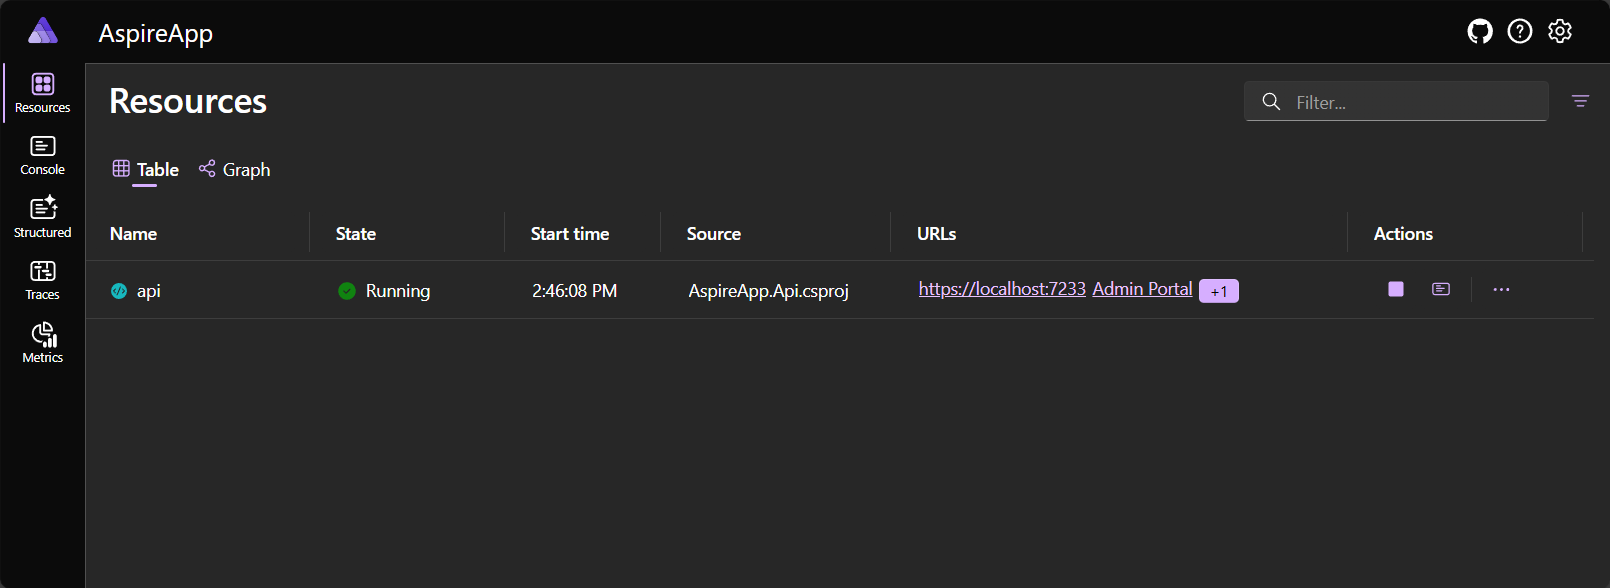 AspireApp
Resources
Console
Structured
Traces
Metrics
Resources
Filter...
Table Graph
Name State Start time Source URLs Actions
api Running 2:46:08 PM AspireApp.Api.csproj https://localhost:7233 Admin Portal +1